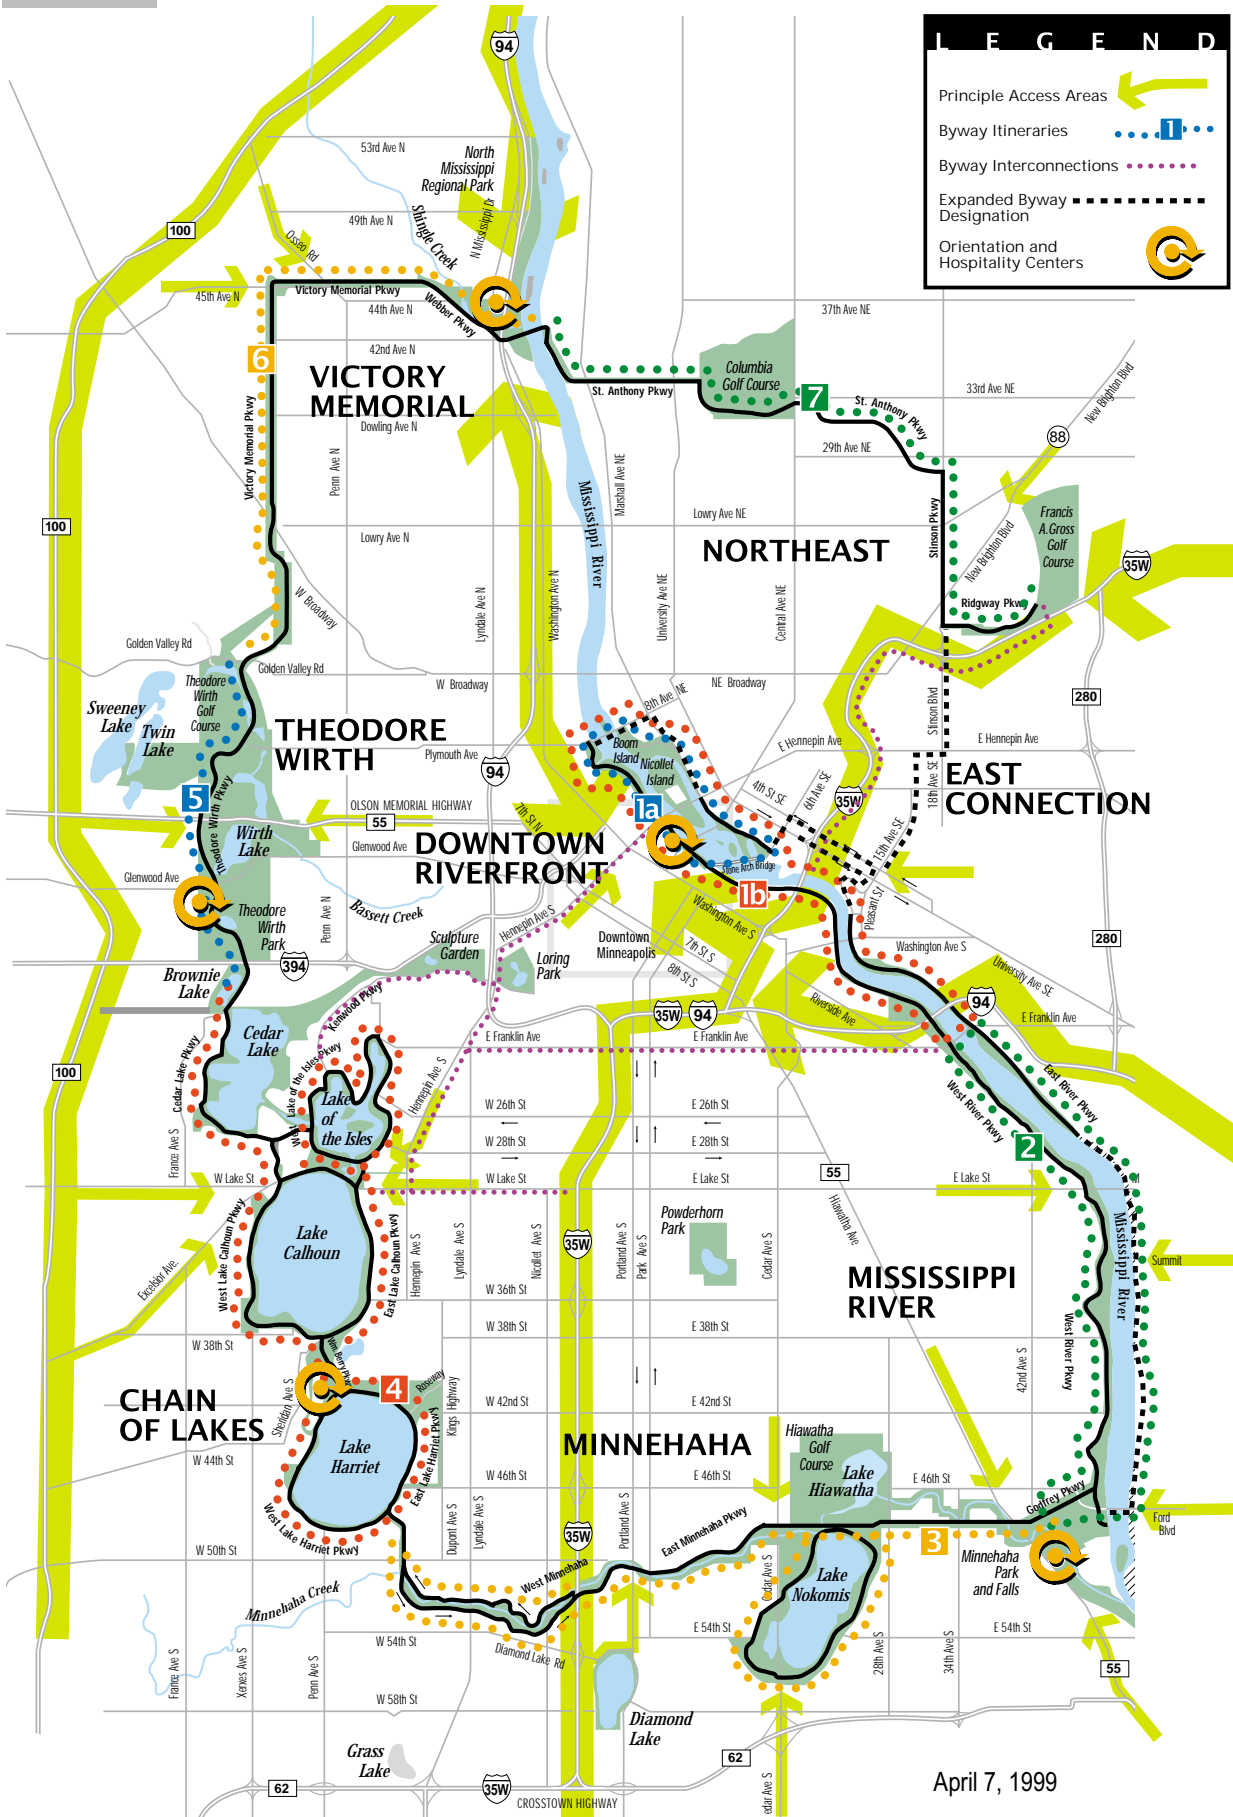 LEGEND
Principle Access Areas
Byway Itineraries
1
Byway Interconnections
Expanded Byway
Designation
Orientation and
Hospitality Centers
94
53rd Ave N
North
Mississippi
Regional Park
49th Ave N
Shingle Creek
N Mississippi Dr
100
Osseo Rd
45th Ave N
Victory Memorial Pkwy
44th Ave N
Webber Pkwy
37th Ave NE
42nd Ave N
6
VICTORY
MEMORIAL
Columbia
Golf Course
St. Anthony Pkwy
7
St. Anthony Pkwy
33rd Ave NE
New Brighton Blvd
Dowling Ave N
Victory Memorial Pkwy
Penn Ave N
29th Ave NE
88
Mississippi River
Marshall Ave NE
100
Lowry Ave NE
Lowry Ave N
NORTHEAST
Stinson Pkwy
New Brighton Blvd
Francis
A.Gross
Golf
Course
35W
W Broadway
Lyndale Ave N
Washington Ave N
University Ave NE
Central Ave NE
Ridgway Pkwy
Golden Valley Rd
Golden Valley Rd
W Broadway
8th Ave NE
NE Broadway
280
Theodore
Wirth
Golf
Course
Sweeney
Lake
Twin
Lake
THEODORE
WIRTH
Plymouth Ave
94
Boom
Island
Nicollet
Island
E Hennepin Ave
Stinson Blvd
E Hennepin Ave
EAST
CONNECTION
18th Ave SE
4th St SE
6th Ave SE
35W
5
Theodore Wirth Pkwy
OLSON MEMORIAL HIGHWAY
55
7th St N
1a
Wirth
Lake
Glenwood Ave
DOWNTOWN
RIVERFRONT
Stone Arch Bridge
15th Ave SE
Glenwood Ave
1b
Pleasant St
Theodore
Wirth
Park
Penn Ave N
Bassett Creek
Hennepin Ave S
Washington Ave S
Sculpture
Garden
Loring
Park
Downtown
Minneapolis
7th St S
8th St S
Washington Ave S
University Ave SE
280
394
Brownie
Lake
Kenwood Pkwy
35W
94
Riverside Ave
94
E Franklin Ave
Cedar
Lake
Cedar Lake Pkwy
West Lake of the Isles Pkwy
E Franklin Ave
E Franklin Ave
100
Hennepin Ave S
Lake
of
the Isles
West River Pkwy
East River Pkwy
W 26th St
E 26th St
W 28th St
E 28th St
2
France Ave S
W Lake St
W Lake St
E Lake St
55
E Lake St
Lake
Calhoun
West Lake Calhoun Pkwy
East Lake Calhoun Pkwy
Hennepin Ave S
Lyndale Ave S
Nicollet Ave S
35W
Portland Ave S
Park Ave S
Powderhorn
Park
Cedar Ave S
Hiawatha Ave
Mississippi River
Summit
Excelsior Ave.
W 36th St
MISSISSIPPI
RIVER
W 38th St
W 38th St
E 38th St
Wm. Berry Pkwy
West River Pkwy
42nd Ave S
CHAIN
OF LAKES
Sheridan Ave S
4
Roseway
Kings Highway
W 42nd St
E 42nd St
Lake
Harriet
East Lake Harriet Pkwy
West Lake Harriet Pkwy
MINNEHAHA
Hiawatha
Golf
Course
Lake
Hiawatha
W 44th St
W 46th St
E 46th St
E 46th St
Godfrey Pkwy
Ford
Blvd
Dupont Ave S
Lyndale Ave S
35W
Portland Ave S
East Minnehaha Pkwy
3
W 50th St
West Minnehaha
Minnehaha
Park
and Falls
Lake
Nokomis
Minnehaha Creek
W 54th St
Diamond Lake Rd
E 54th St
E 54th St
France Ave S
Xerxes Ave S
Penn Ave S
28th Ave S
34th Ave S
55
W 58th St
Diamond
Lake
Grass
Lake
62
62
35W
CROSSTOWN HIGHWAY
April 7, 1999